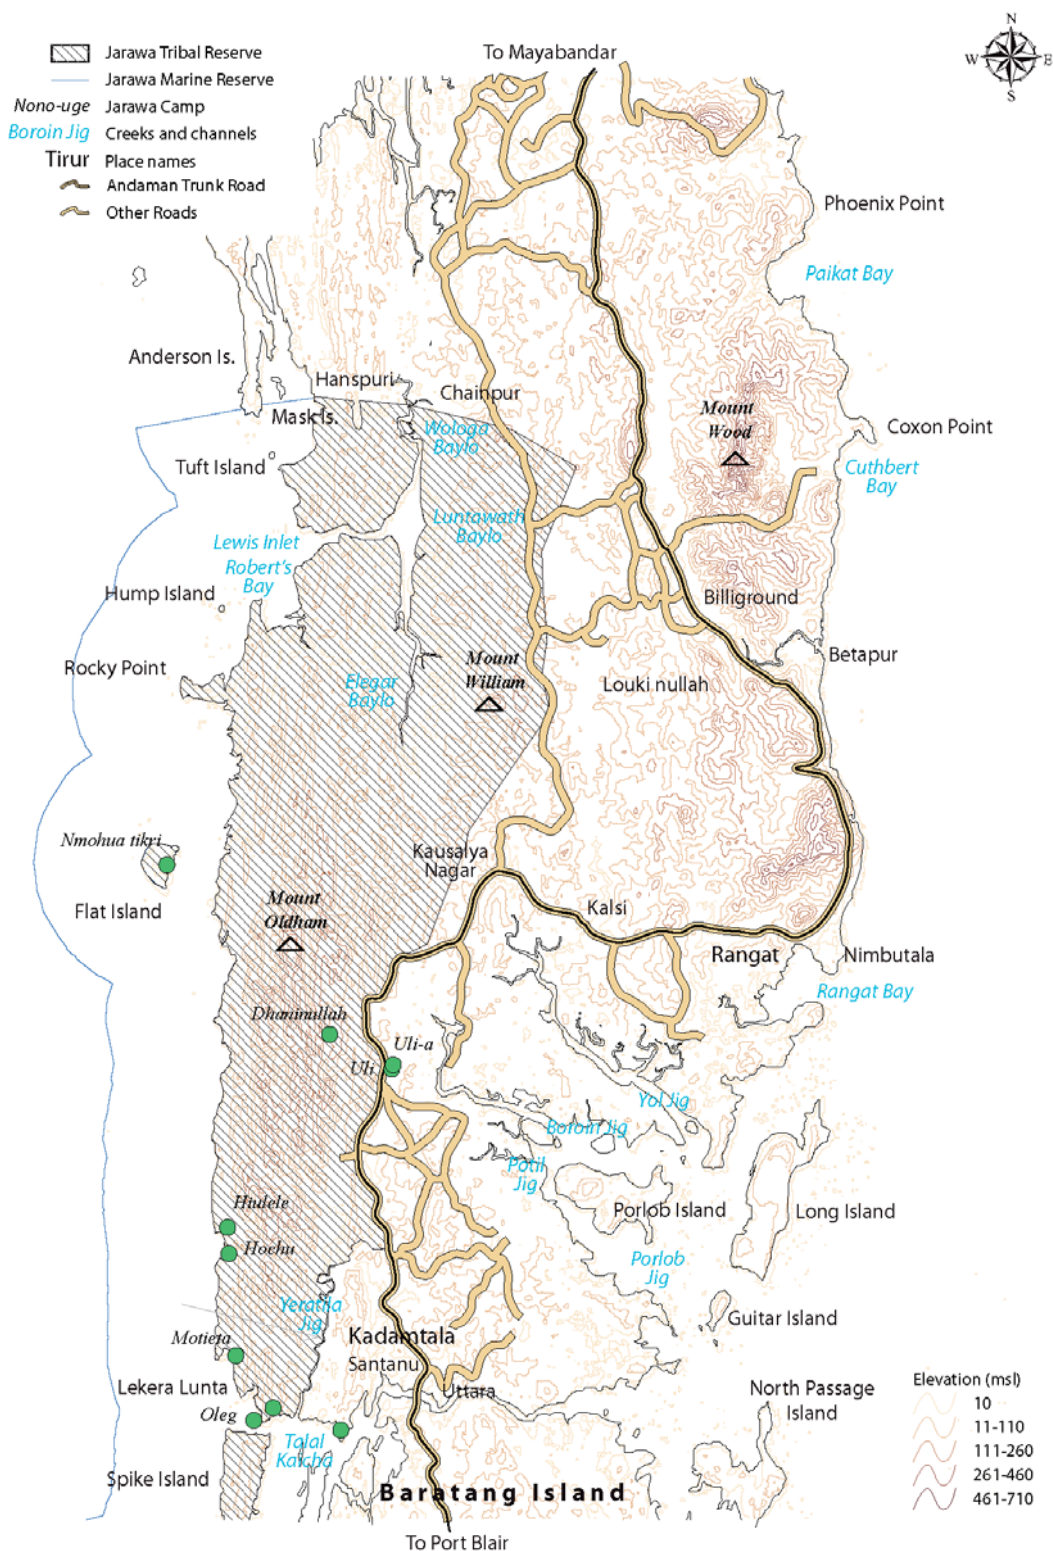 N
W
E
S
To Mayabandar
Jarawa Tribal Reserve
Jarawa Marine Reserve
Nono-uge
Jarawa Camp
Boroin Jig
Creeks and channels
Tirur
Place names
Andaman Trunk Road
Other Roads
Phoenix Point
Paikat Bay
Anderson Is.
Hanspuri
Chainpur
Mask Is.
Mount
Wood
Wologa
Baylo
Coxon Point
Tuft Island
Cuthbert
Bay
Luntawath
Baylo
Lewis Inlet
Robert's
Bay
Hump Island
Billiground
Betapur
Rocky Point
Mount
William
Elegar
Baylo
Louki nullah
Nmohua tikri
Kausalya
Nagar
Flat Island
Mount
Oldham
Kalsi
Rangat
Nimbutala
Rangat Bay
Dhaninullah
Uli-a
Uli
Yol Jig
Boroin Jig
Potil
Jig
Hiulele
Porlob Island
Long Island
Hoehu
Porlob
Jig
Yeratila
Jig
Guitar Island
Motieta
Kadamtala
Santanu
Lekera Lunta
Uttara
North Passage
Island
Oleg
Talal
Kaicha
Spike Island
Baratang Island
To Port Blair
Elevation (msl)
10
11-110
111-260
261-460
461-710